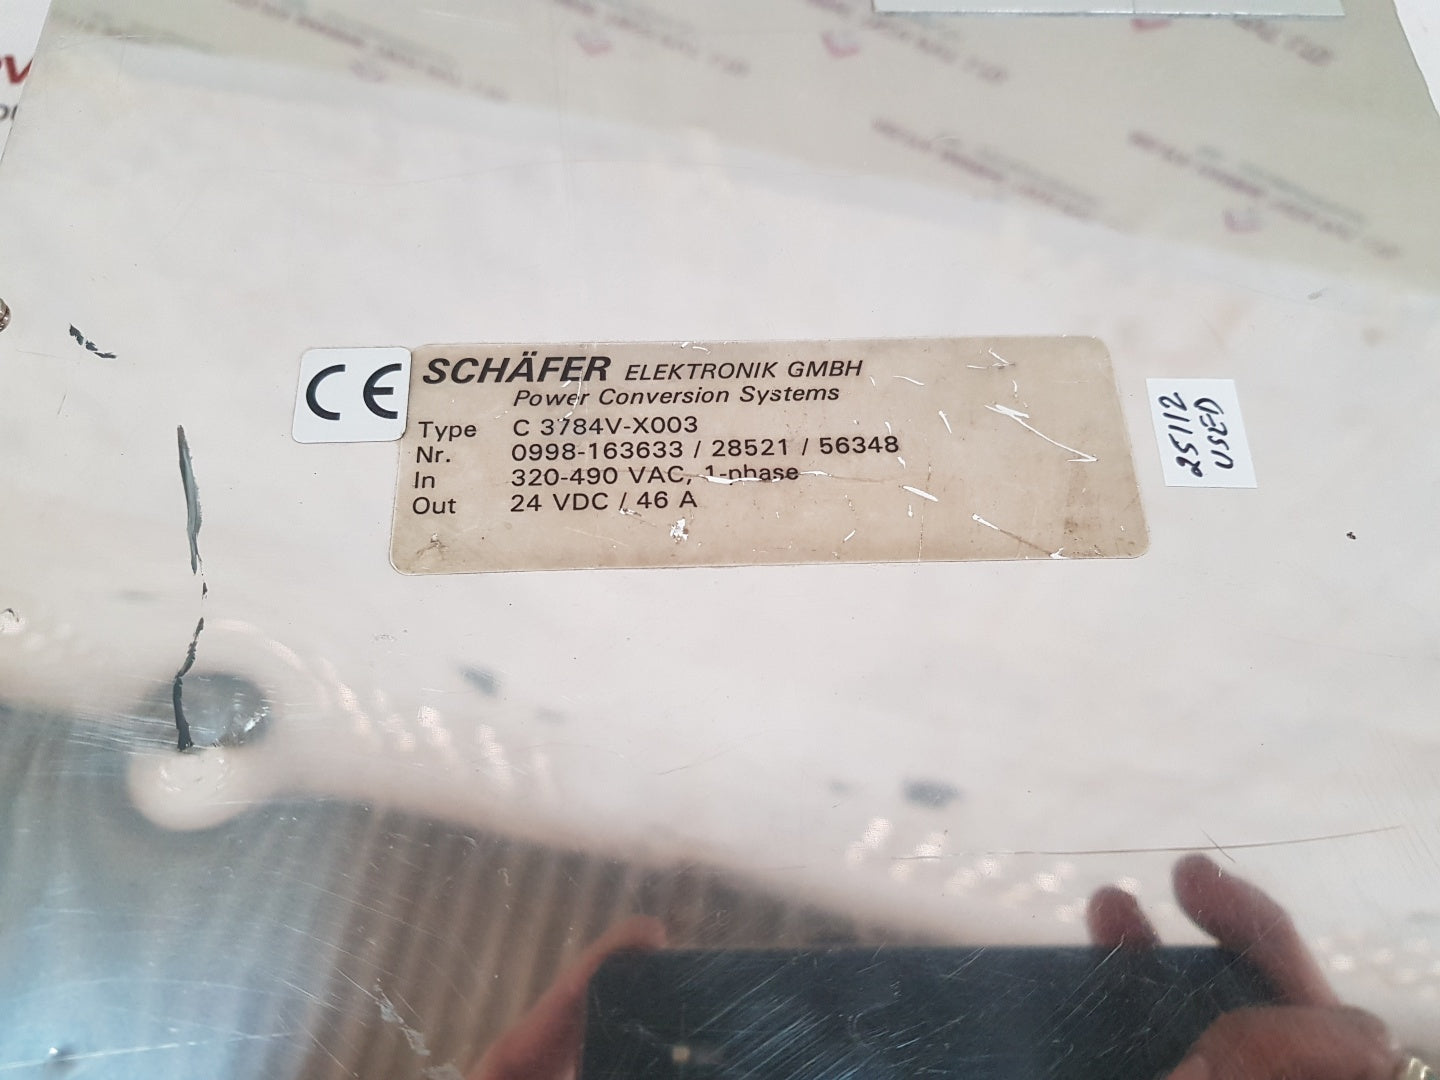 CE
SCHÄFER ELEKTRONIK GMBH
Power Conversion Systems
Type C 3784V-X003
Nr. 0998-163633 / 28521 / 56348
In 320-490 VAC, 1-phase
Out 24 VDC / 46 A
25112
USED